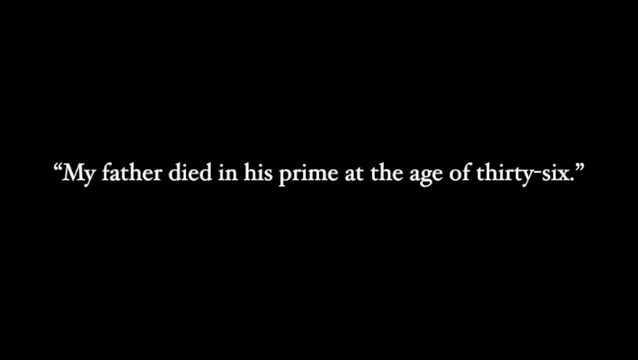 “My father died in his prime at the age of thirty-six.”